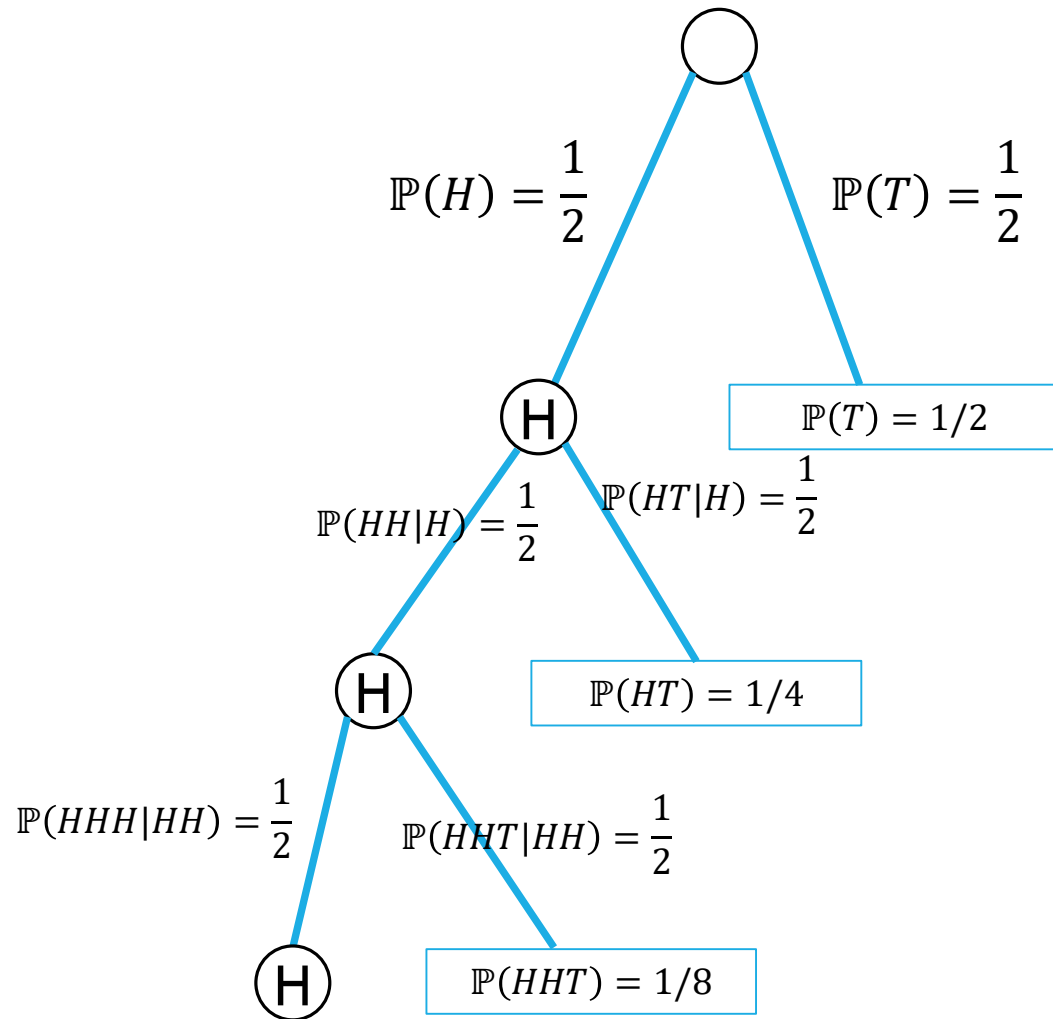 ℙ(H) = 1/2
ℙ(T) = 1/2
H
ℙ(T) = 1/2
ℙ(HH|H) = 1/2
ℙ(HT|H) = 1/2
H
ℙ(HT) = 1/4
ℙ(HHH|HH) = 1/2
ℙ(HHT|HH) = 1/2
H
ℙ(HHT) = 1/8